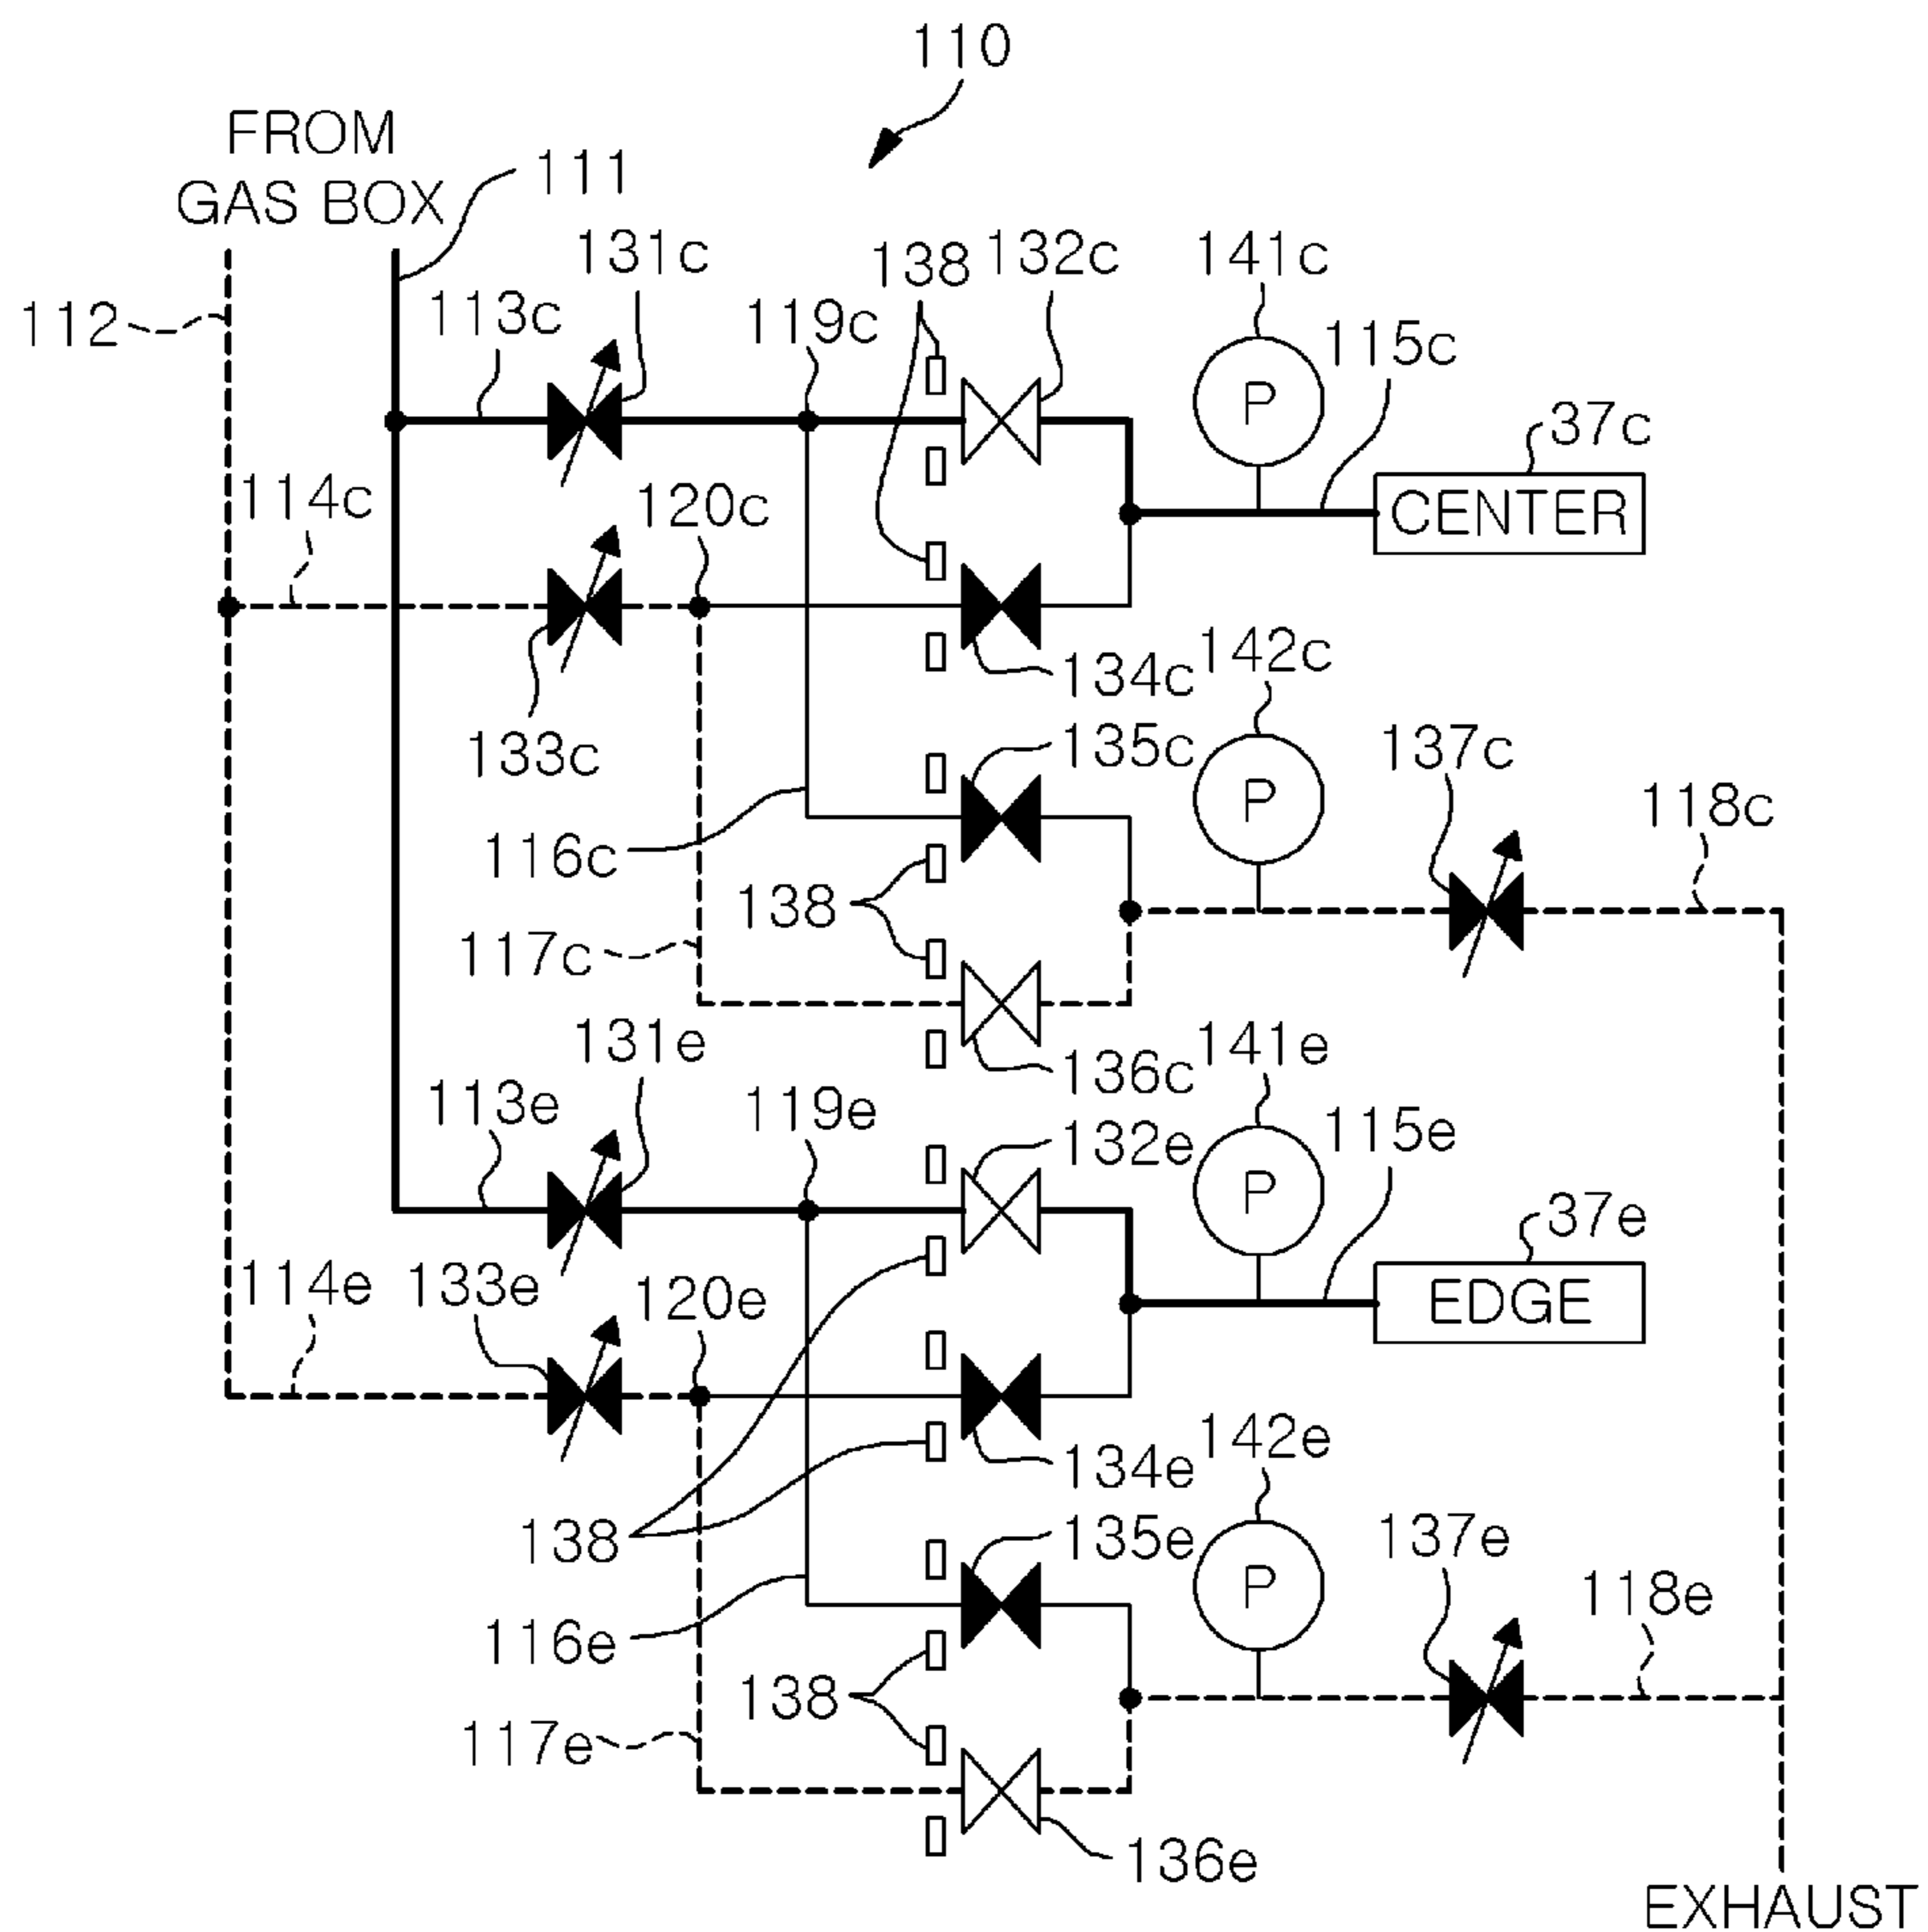 110
FROM
GAS BOX
111
131c
138
132c
141c
112
113c
119c
115c
P
37c
CENTER
114c
120c
134c
142c
133c
135c
137c
P
118c
116c
138
117c
131e
136c
141e
113e
119e
132e
115e
P
37e
EDGE
114e
133e
120e
134e
142e
138
135e
137e
P
118e
116e
138
117e
136e
EXHAUST